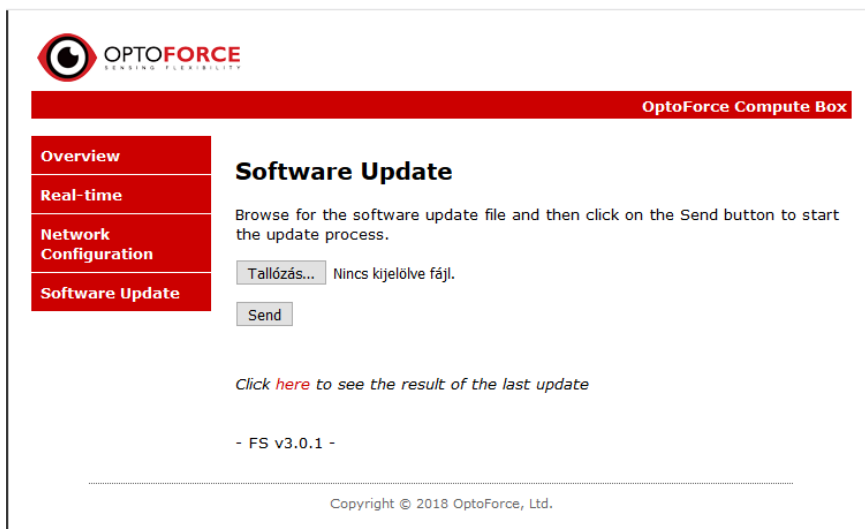 OPTOFORCE
SENSING FLEXIBILITY
OptoForce Compute Box
Overview
Real-time
Network
Configuration
Software Update
Software Update
Browse for the software update file and then click on the Send button to start
the update process.
Tallózás... Nincs kijelölve fájl.
Send
Click here to see the result of the last update
- FS v3.0.1 -
Copyright © 2018 OptoForce, Ltd.